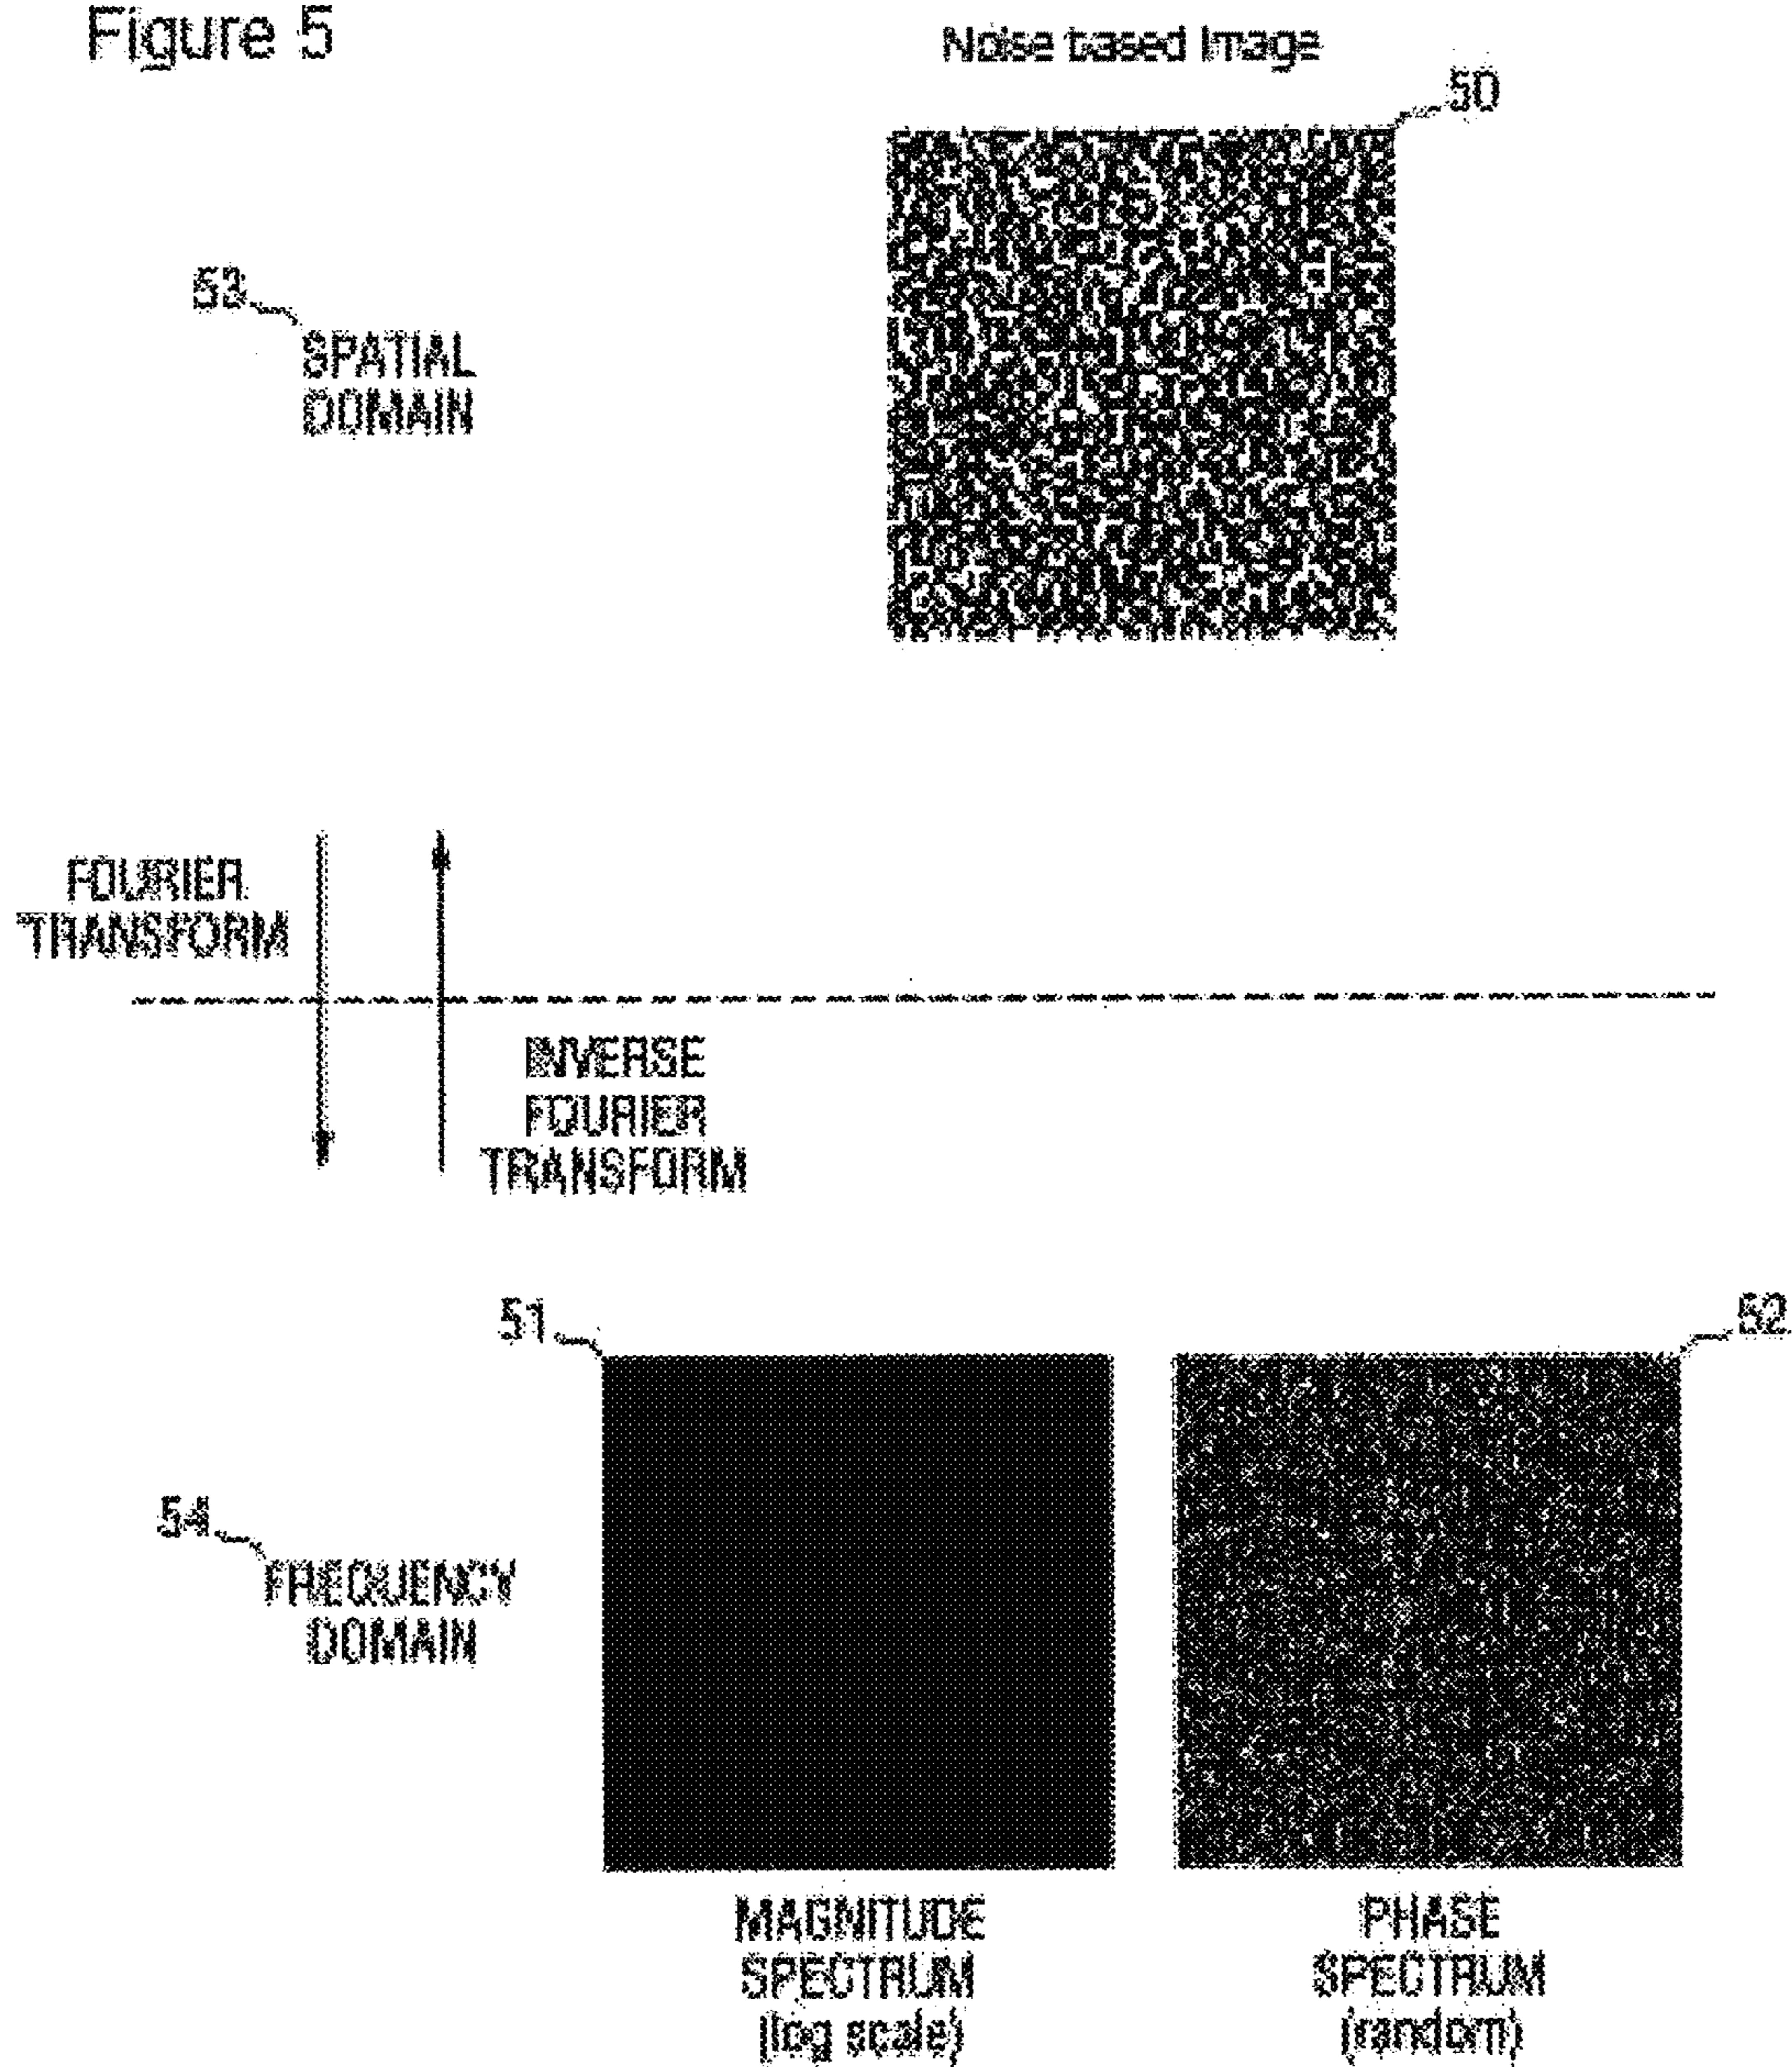 Figure 5
Noise based Image
50
53
SPATIAL
DOMAIN
FOURIER
TRANSFORM
INVERSE
FOURIER
TRANSFORM
51
52
54
FREQUENCY
DOMAIN
MAGNITUDE
SPECTRUM
(log scale)
PHASE
SPECTRUM
(random)